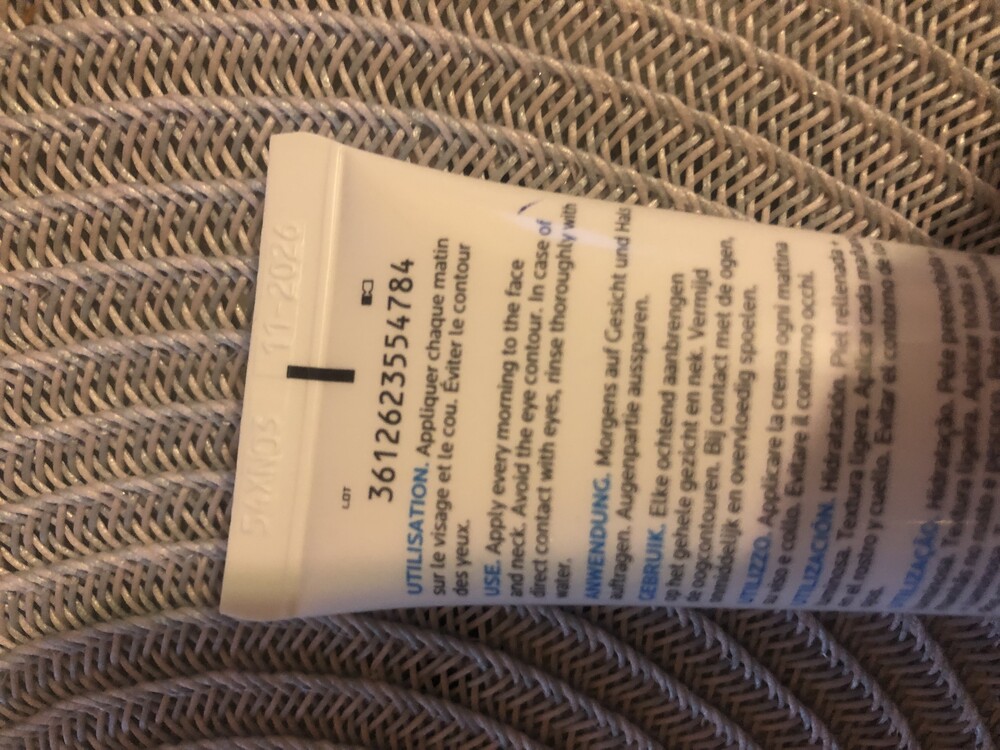 54XN03 11-2026
LOT
3612623554784
UTILISATION. Appliquer chaque matin
sur le visage et le cou. Éviter le contour
des yeux.
USE. Apply every morning to the face
and neck. Avoid the eye contour. In case of
direct contact with eyes, rinse thoroughly with
water.
ANWENDUNG. Morgens auf Gesicht und Hals
auftragen. Augenpartie aussparen.
GEBRUIK. Elke ochtend aanbrengen
op het gehele gezicht en nek. Vermijd
de oogcontouren. Bij contact met de ogen,
onmiddelijk en overvloedig spoelen.
UTILIZZO. Applicare la crema ogni mattina
su viso e collo. Evitare il contorno occhi.
UTILIZACIÓN. Hidratación. Piel rellenada +
luminosa. Textura ligera. Aplicar cada
en el rostro y cuello. Evitar el contorno de
UTILIZAÇÃO. Hidratação. Pele
luminosa. Textura ligeira. Aplicar todas as